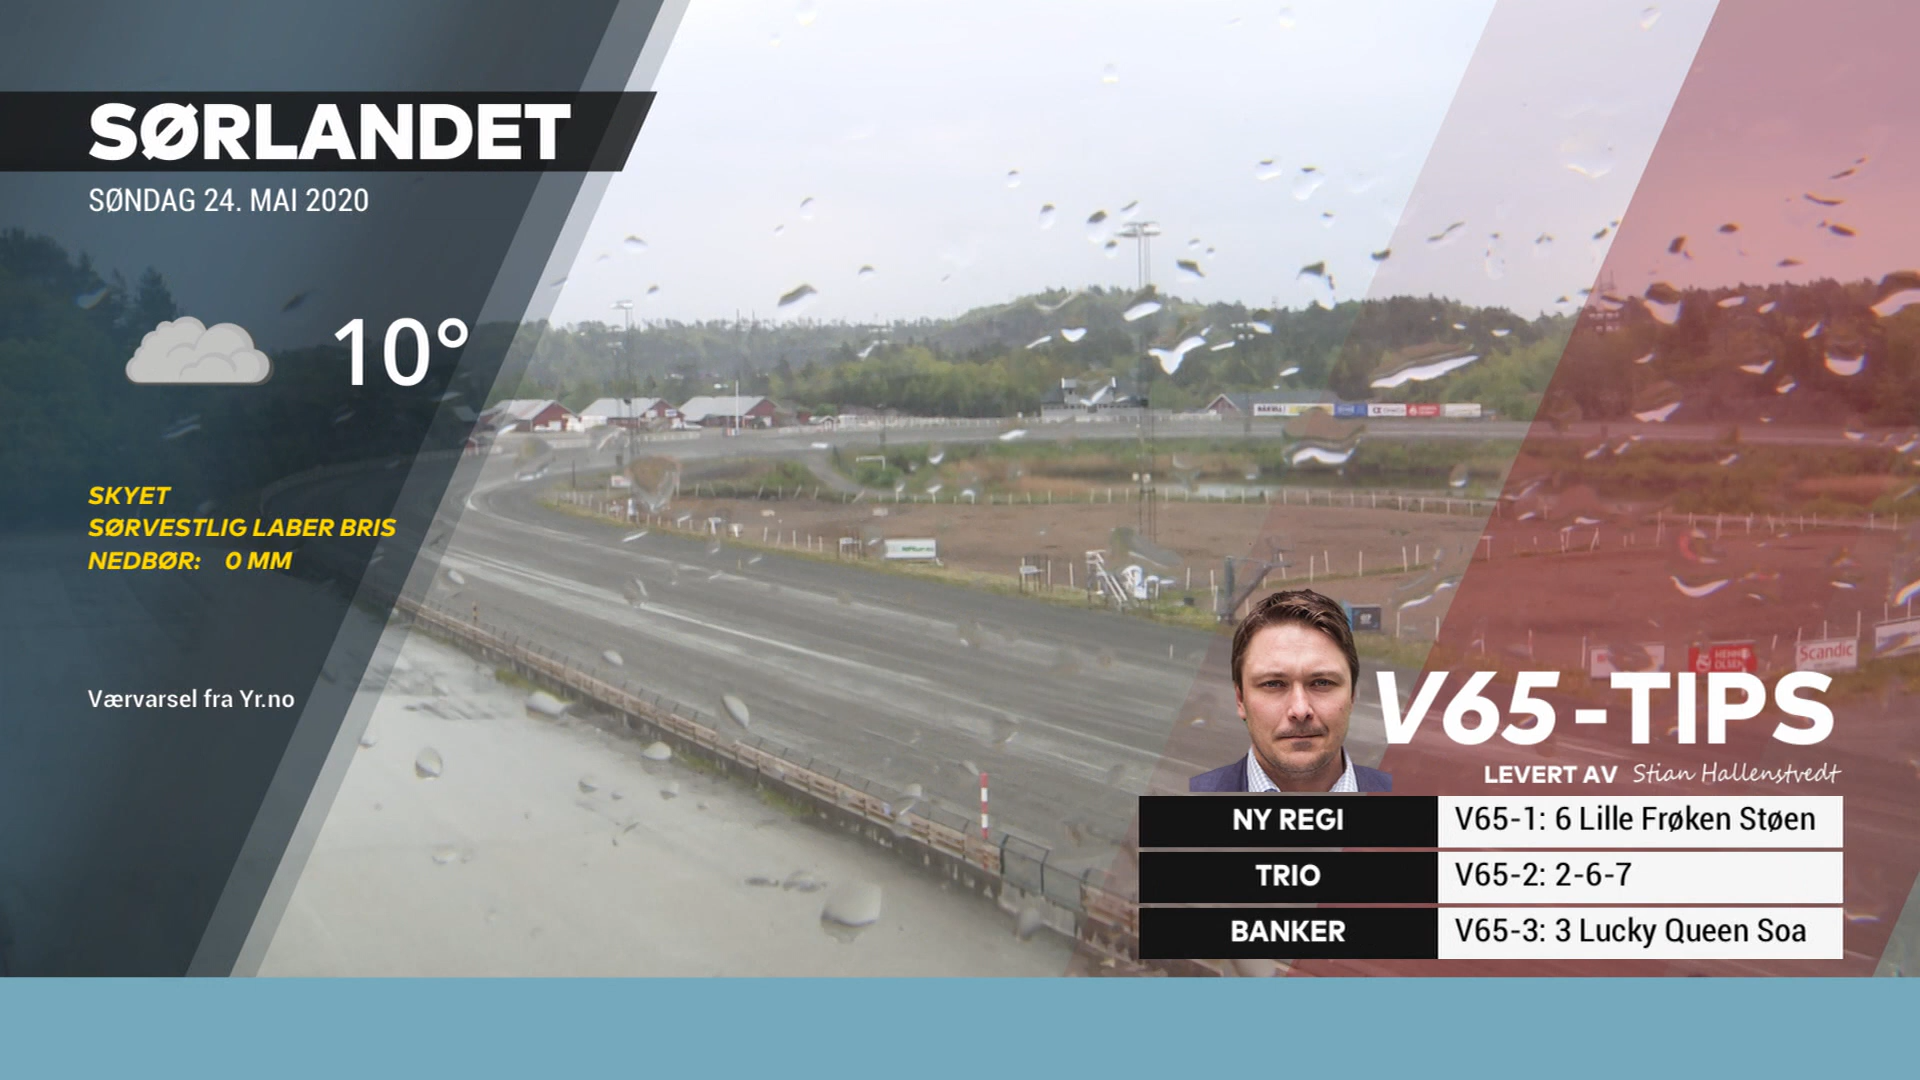 SØRLANDET
SØNDAG 24. MAI 2020
10°
SKYET
SØRVESTLIG LABER BRIS
NEDBØR: 0 MM
Værvarsel fra Yr.no
Scandic
V65-TIPS
LEVERT AV Stian Hallenstvedt
NY REGI V65-1: 6 Lille Frøken Støen
TRIO V65-2: 2-6-7
BANKER V65-3: 3 Lucky Queen Soa